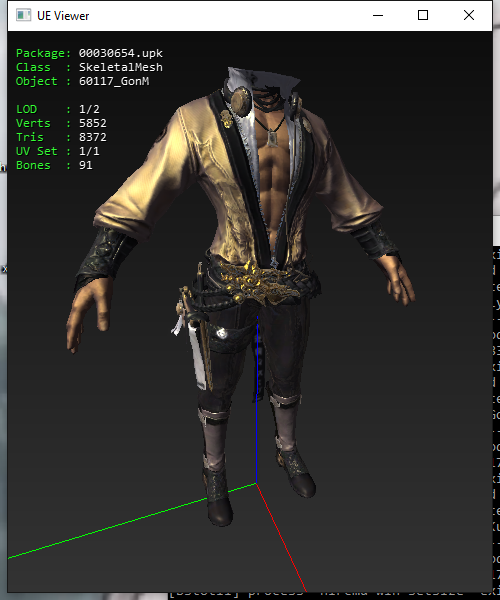 UE Viewer
Package: 00030654.upk
Class  : SkeletalMesh
Object : 60117_GonM
LOD    : 1/2
Verts  : 5852
Tris   : 8372
UV Set : 1/1
Bones  : 91